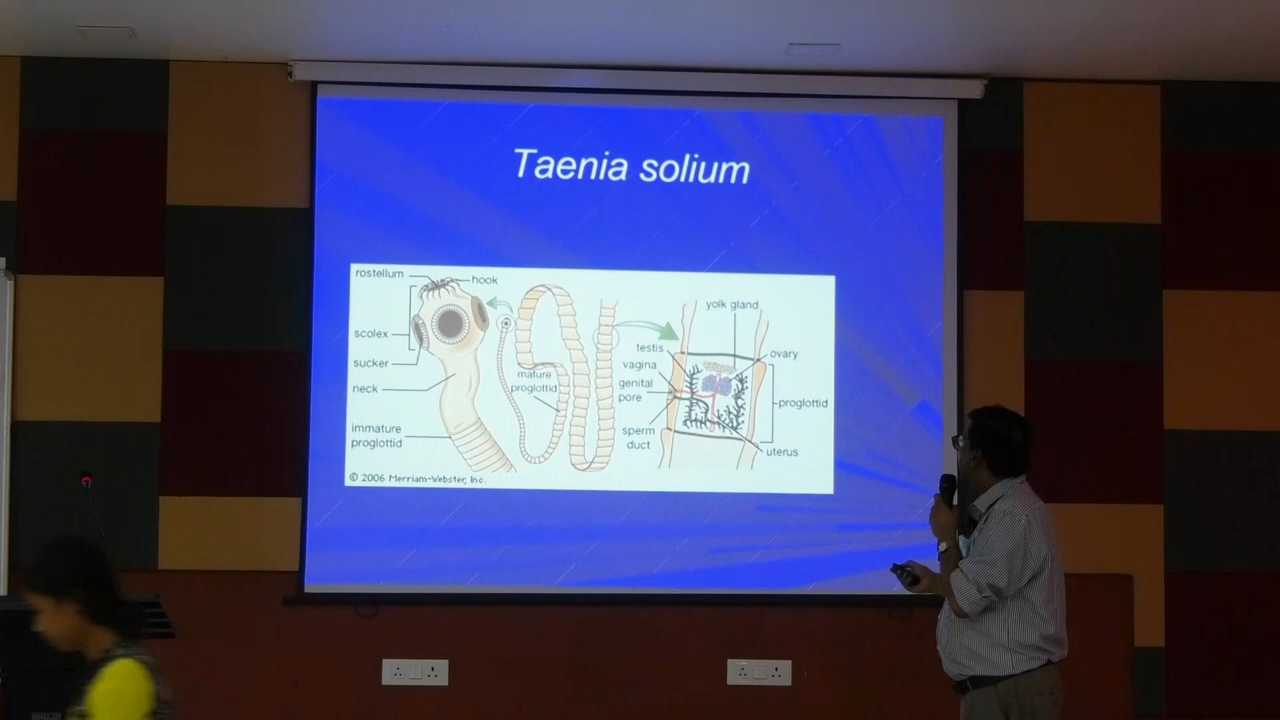 Taenia solium
rostellum
hook
scolex
sucker
neck
immature
proglottid
mature
proglottid
yolk gland
testis
vagina
genital
pore
sperm
duct
ovary
proglottid
uterus
© 2006 Merriam-Webster, Inc.